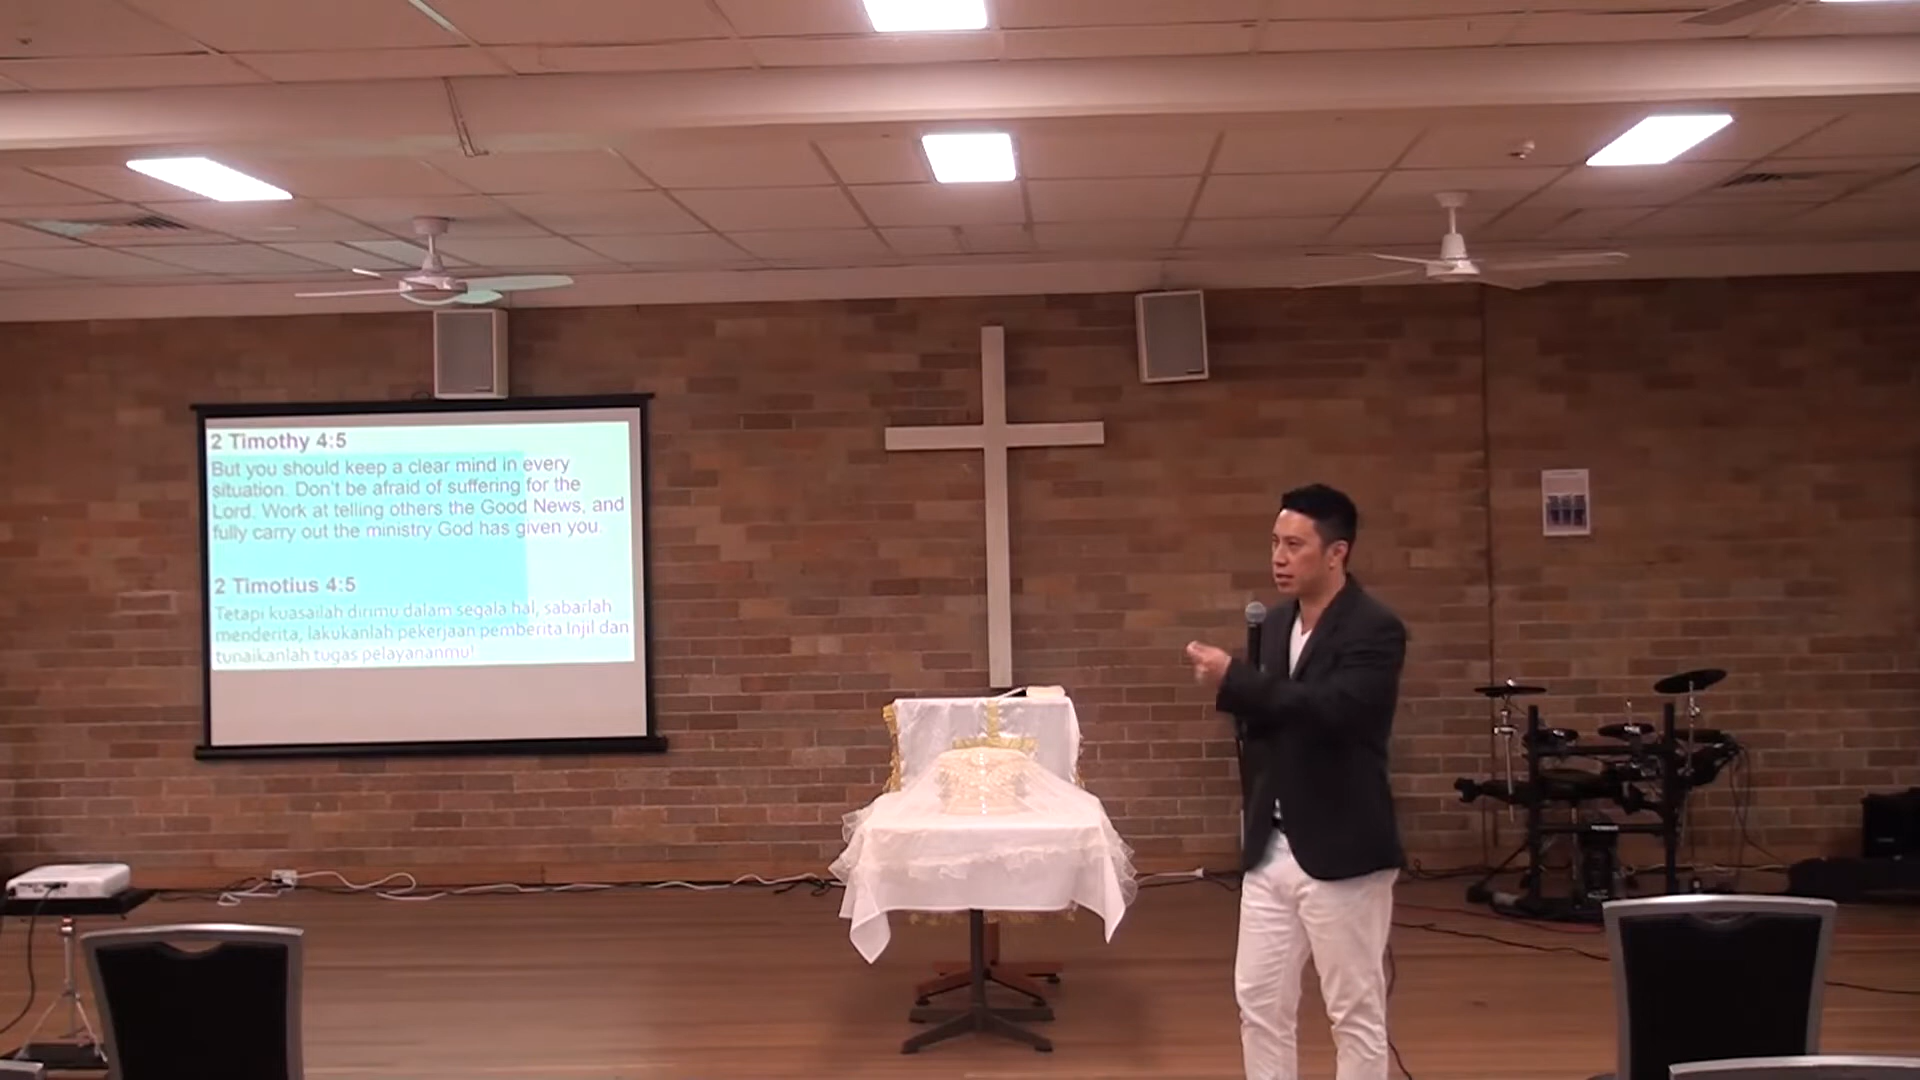 2 Timothy 4:5
But you should keep a clear mind in every
situation. Don't be afraid of suffering for the
Lord. Work at telling others the Good News, and
fully carry out the ministry God has given you.
2 Timotius 4:5
Tetapi kuasailah dirimu dalam segala hal, sabarlah
menderita, lakukanlah pekerjaan pemberita Injil dan
tunaikanlah tugas pelayananmu!